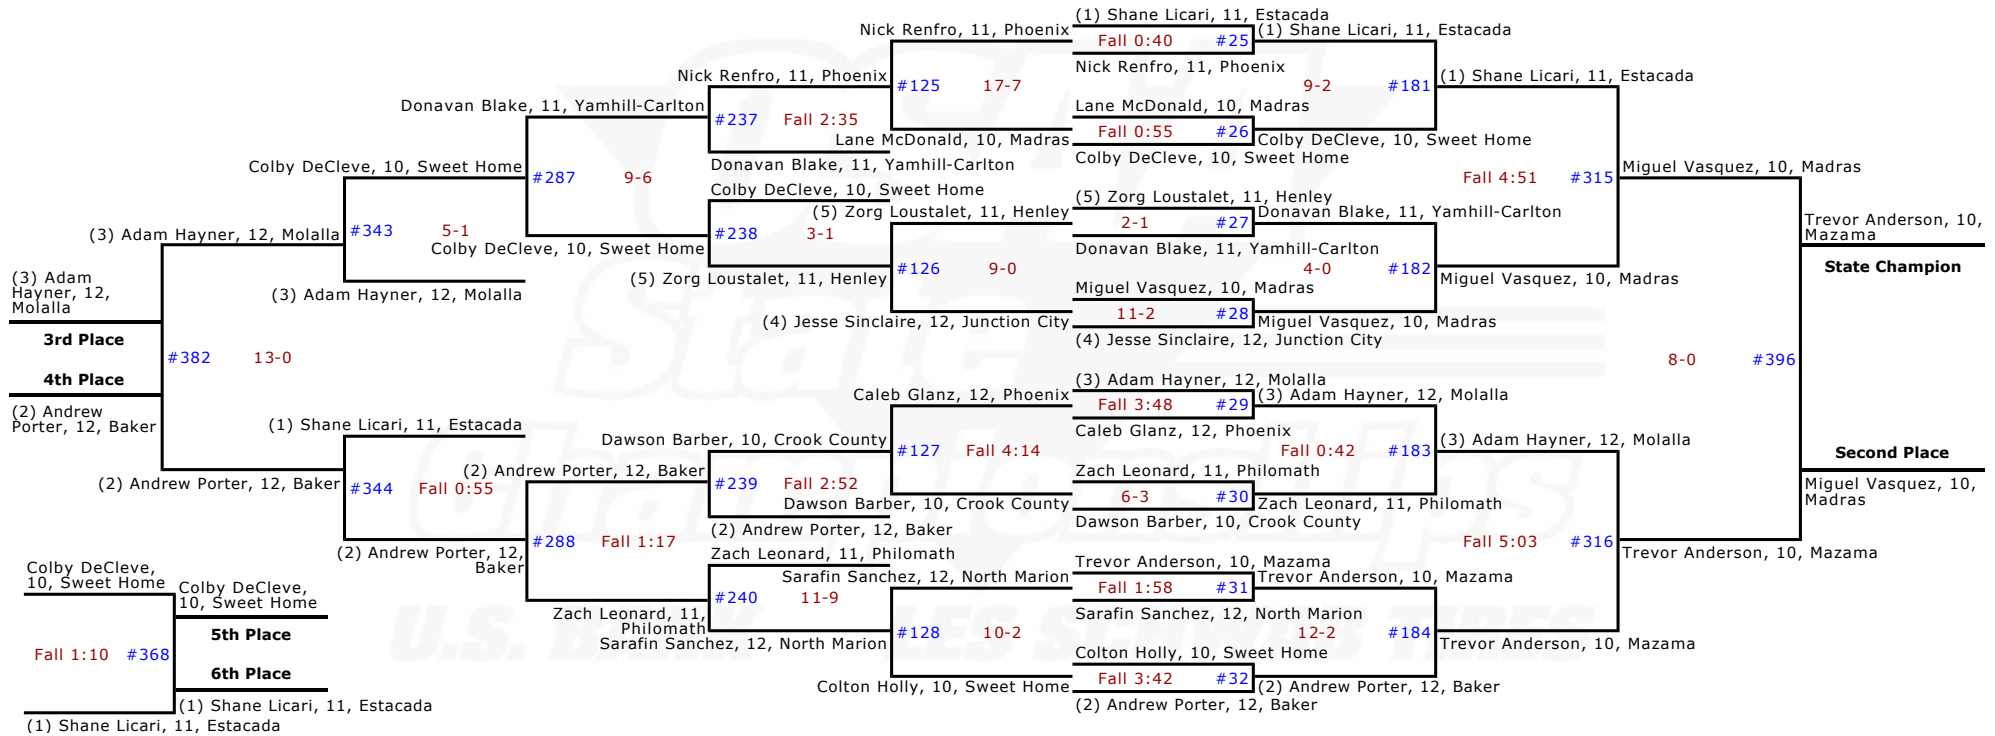 (1) Shane Licari, 11, Estacada
Nick Renfro, 11, Phoenix
Fall 0:40 #25
(1) Shane Licari, 11, Estacada
Nick Renfro, 11, Phoenix
Nick Renfro, 11, Phoenix
#125 17-7
9-2 #181
(1) Shane Licari, 11, Estacada
Donavan Blake, 11, Yamhill-Carlton
Lane McDonald, 10, Madras
#237 Fall 2:35
Fall 0:55 #26
Lane McDonald, 10, Madras
Colby DeCleve, 10, Sweet Home
Colby DeCleve, 10, Sweet Home
Donavan Blake, 11, Yamhill-Carlton
Colby DeCleve, 10, Sweet Home
Miguel Vasquez, 10, Madras
#287 9-6
Fall 4:51 #315
Colby DeCleve, 10, Sweet Home
(5) Zorg Loustalet, 11, Henley
(5) Zorg Loustalet, 11, Henley
Donavan Blake, 11, Yamhill-Carlton
2-1 #27
(3) Adam Hayner, 12, Molalla
#343 5-1
#238 3-1
Trevor Anderson, 10,
Mazama
Colby DeCleve, 10, Sweet Home
Donavan Blake, 11, Yamhill-Carlton
#126 9-0
4-0 #182
State Champion
(3) Adam
Hayner, 12,
Molalla
(5) Zorg Loustalet, 11, Henley
Miguel Vasquez, 10, Madras
(3) Adam Hayner, 12, Molalla
Miguel Vasquez, 10, Madras
11-2 #28
(4) Jesse Sinclaire, 12, Junction City
Miguel Vasquez, 10, Madras
3rd Place
(4) Jesse Sinclaire, 12, Junction City
#382 13-0
8-0 #396
4th Place
(3) Adam Hayner, 12, Molalla
Caleb Glanz, 12, Phoenix
(3) Adam Hayner, 12, Molalla
Fall 3:48 #29
(2) Andrew
Porter, 12, Baker
(1) Shane Licari, 11, Estacada
Caleb Glanz, 12, Phoenix
Dawson Barber, 10, Crook County
(3) Adam Hayner, 12, Molalla
#127 Fall 4:14
Fall 0:42 #183
Second Place
(2) Andrew Porter, 12, Baker
Zach Leonard, 11, Philomath
(2) Andrew Porter, 12, Baker
#344 Fall 0:55
#239 Fall 2:52
Miguel Vasquez, 10,
Madras
6-3 #30
Dawson Barber, 10, Crook County
Zach Leonard, 11, Philomath
Dawson Barber, 10, Crook County
(2) Andrew Porter, 12, Baker
#288 Fall 1:17
Fall 5:03 #316
(2) Andrew Porter, 12,
Baker
Trevor Anderson, 10, Mazama
Zach Leonard, 11, Philomath
Trevor Anderson, 10, Mazama
Colby DeCleve,
10, Sweet Home
Sarafin Sanchez, 12, North Marion
Trevor Anderson, 10, Mazama
Fall 1:58 #31
Colby DeCleve,
10, Sweet Home
#240 11-9
Zach Leonard, 11,
Philomath
Sarafin Sanchez, 12, North Marion
5th Place
#128 10-2
12-2 #184
Sarafin Sanchez, 12, North Marion
Trevor Anderson, 10, Mazama
Fall 1:10 #368
Colton Holly, 10, Sweet Home
6th Place
Fall 3:42 #32
Colton Holly, 10, Sweet Home
(2) Andrew Porter, 12, Baker
(1) Shane Licari, 11, Estacada
(2) Andrew Porter, 12, Baker
(1) Shane Licari, 11, Estacada
State
Championships